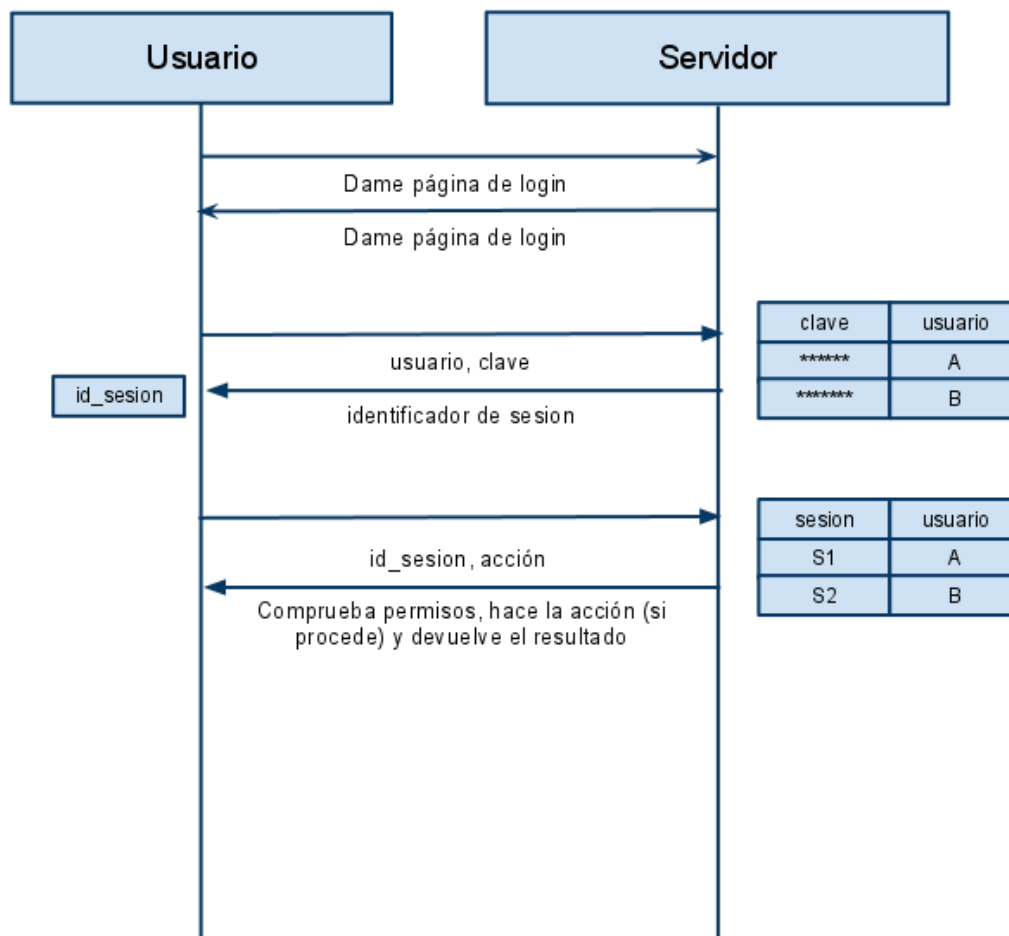 Usuario
Servidor
Dame página de login
Dame página de login
usuario, clave
id_sesion
identificador de sesion
clave usuario
****** A
******* B
id_sesion, acción
Comprueba permisos, hace la acción (si
procede) y devuelve el resultado
sesion usuario
S1 A
S2 B